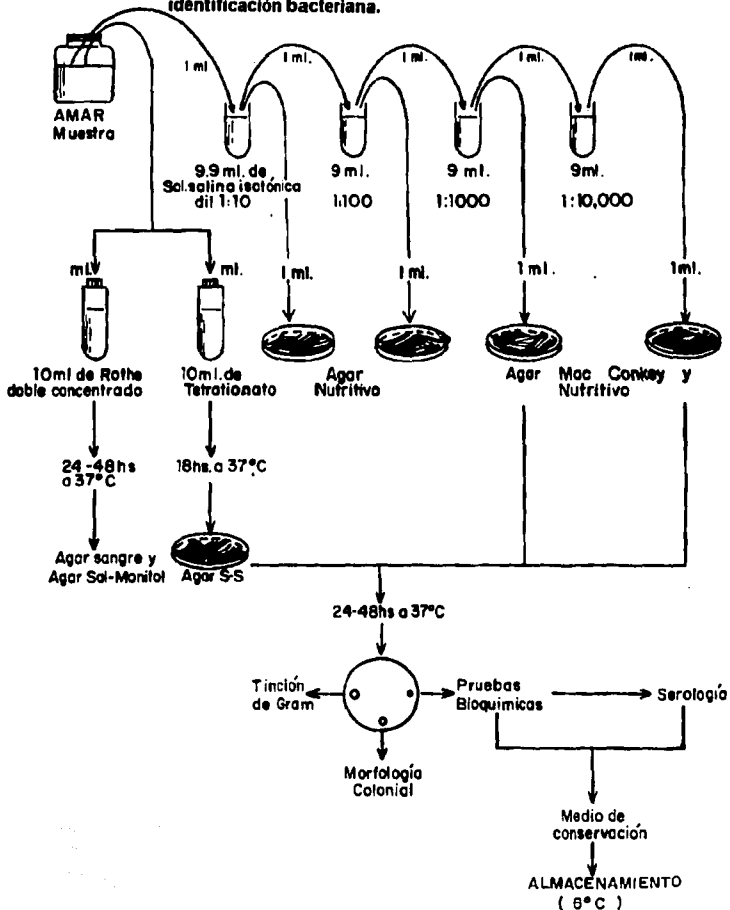 identificación bacteriana.
1 ml
1 ml.
1 ml.
1 ml.
1ml.
AMAR
Muestra
9.9 ml. de
Sol.salina isotónica
dil 1:10
9 ml.
1:100
9 ml.
1:1000
9ml.
1:10,000
ml.
ml.
1 ml.
1 ml.
1 ml.
1ml.
10ml de Rothe
doble concentrado
10ml.de
Tetrationato
Agar
Nutritivo
Agar Mac Conkey y
Nutritivo
24-48hs
a 37°C
18hs. a 37°C
Agar sangre y
Agar Sal-Manitol
Agar S-S
24-48hs a 37°C
Tinción
de Gram
Pruebas
Bioquímicas
Serología
Morfología
Colonial
Medio de
conservación
ALMACENAMIENTO
( 6°C )